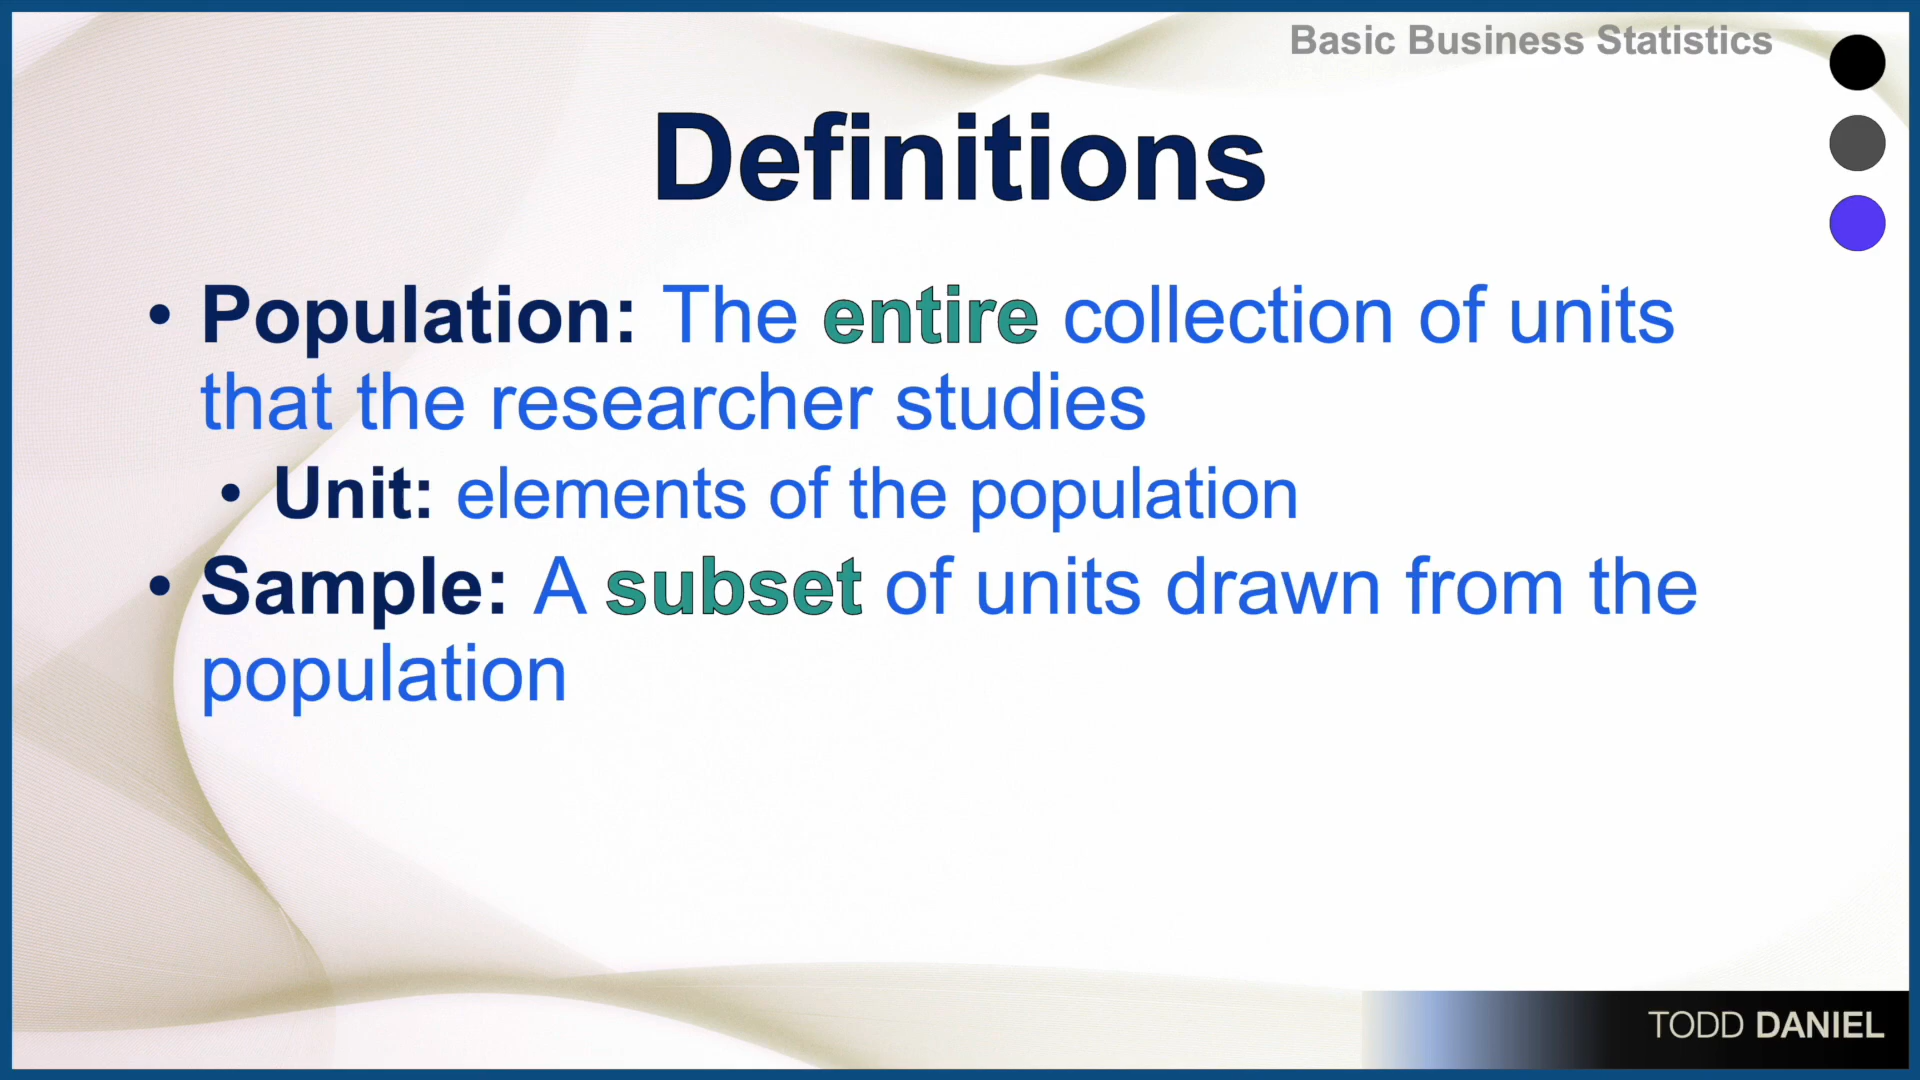 Basic Business Statistics
Definitions
• Population: The entire collection of units
that the researcher studies
• Unit: elements of the population
• Sample: A subset of units drawn from the
population
TODD DANIEL